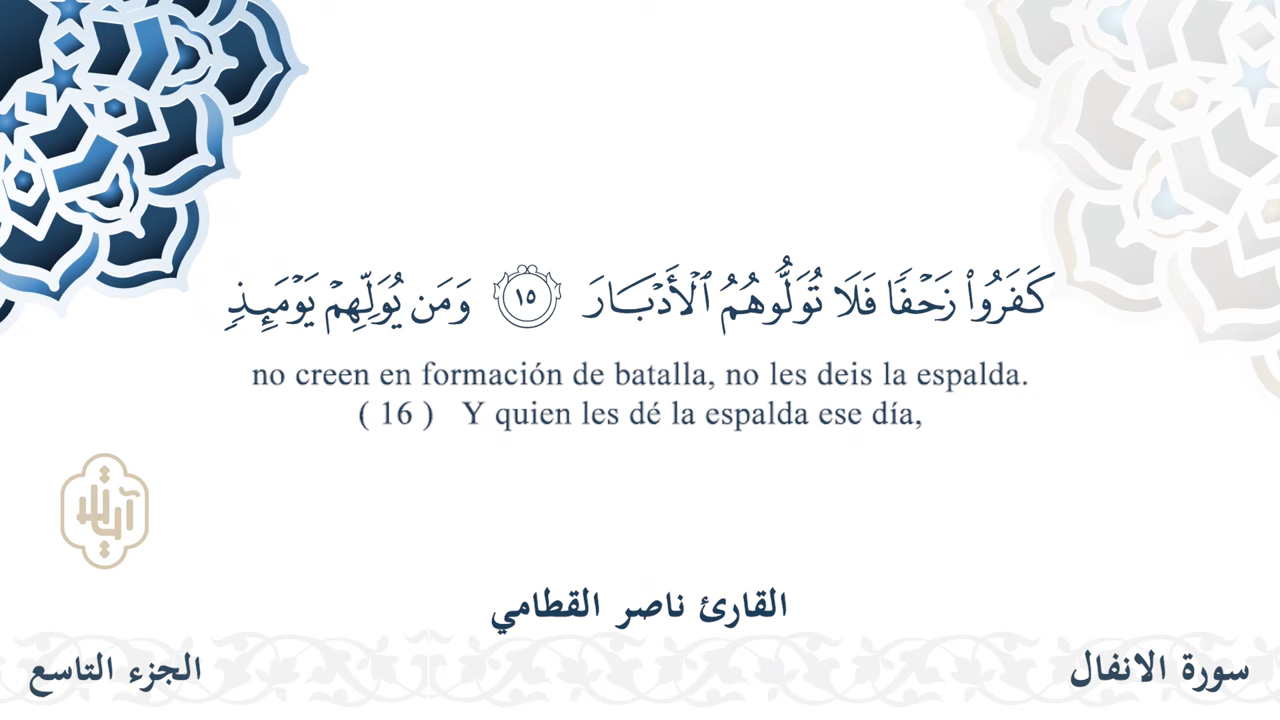 كَفَرُوا۟ زَحْفًا فَلَا تُوَلُّوهُمُ ٱلْأَدْبَارَ ١٥ وَمَن يُوَلِّهِمْ يَوْمَئِذٍ
no creen en formación de batalla, no les deis la espalda.
( 16 ) Y quien les dé la espalda ese día,
القارئ ناصر القطامي
سورة الانفال
الجزء التاسع